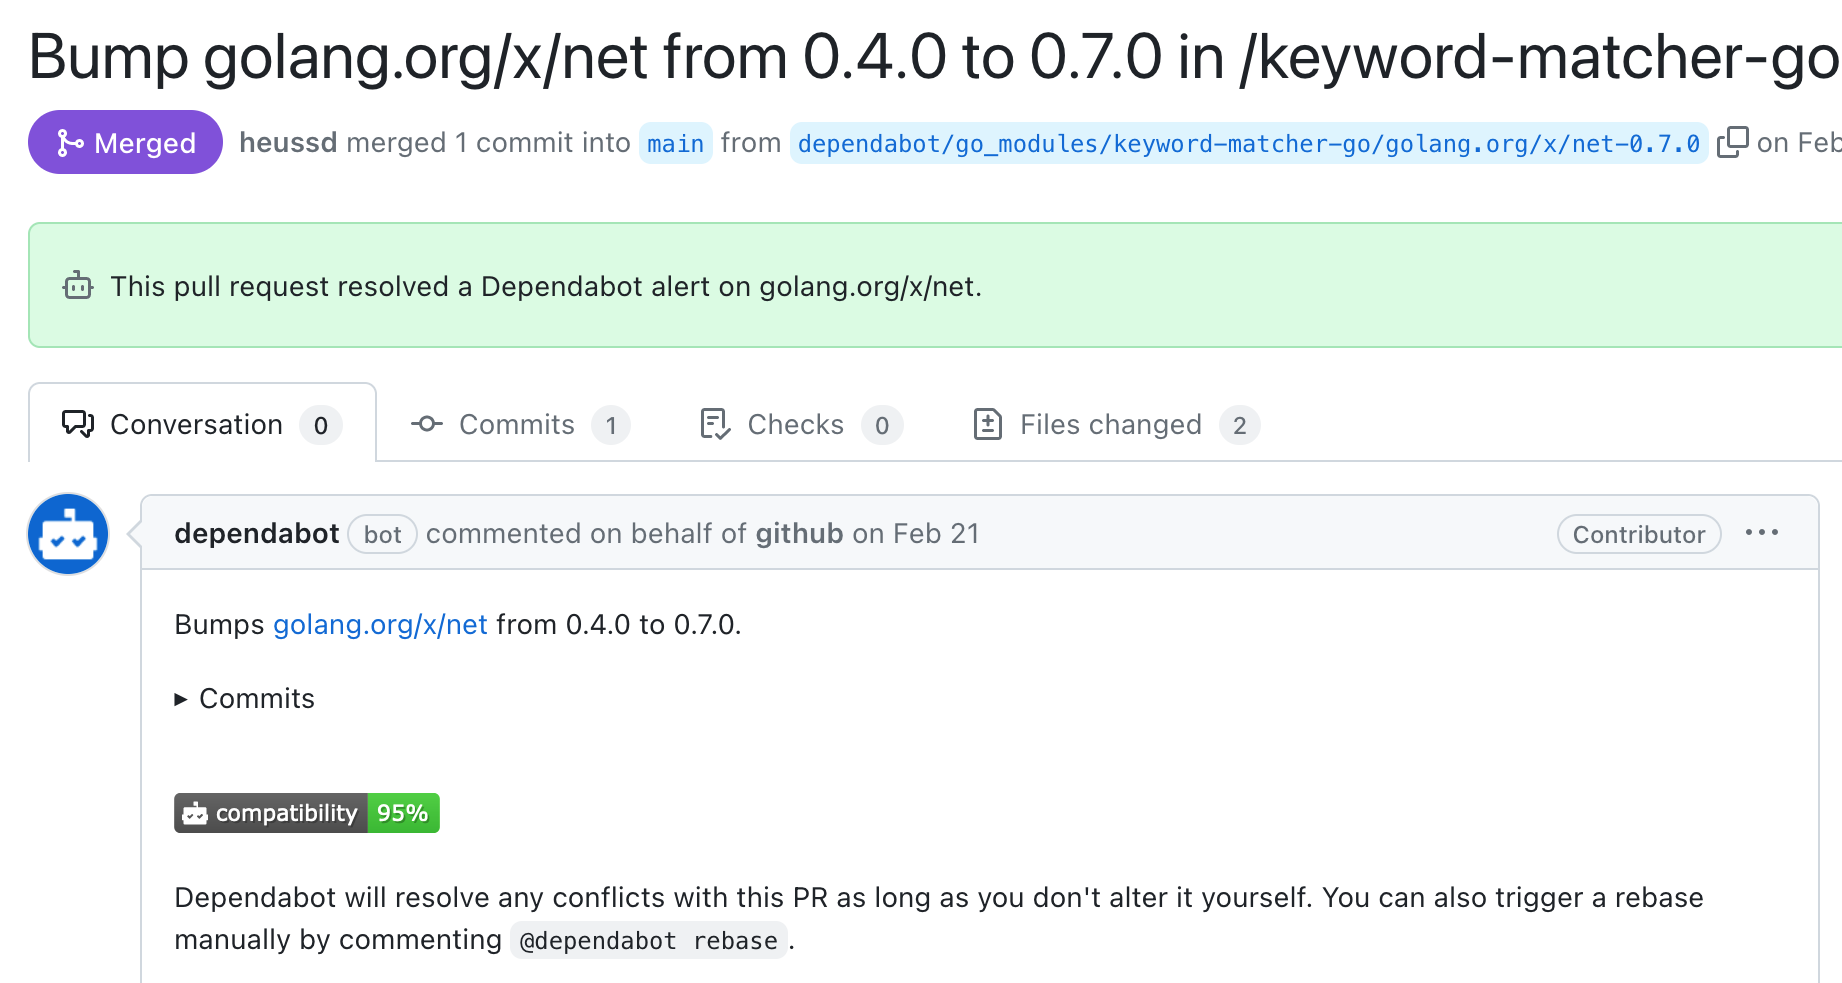 Bump golang.org/x/net from 0.4.0 to 0.7.0 in /keyword-matcher-go
Merged heussd merged 1 commit into main from dependabot/go_modules/keyword-matcher-go/golang.org/x/net-0.7.0 on Feb
This pull request resolved a Dependabot alert on golang.org/x/net.
Conversation 0 Commits 1 Checks 0 Files changed 2
dependabot bot commented on behalf of github on Feb 21 Contributor ...
Bumps golang.org/x/net from 0.4.0 to 0.7.0.
Commits
compatibility 95%
Dependabot will resolve any conflicts with this PR as long as you don't alter it yourself. You can also trigger a rebase
manually by commenting @dependabot rebase.